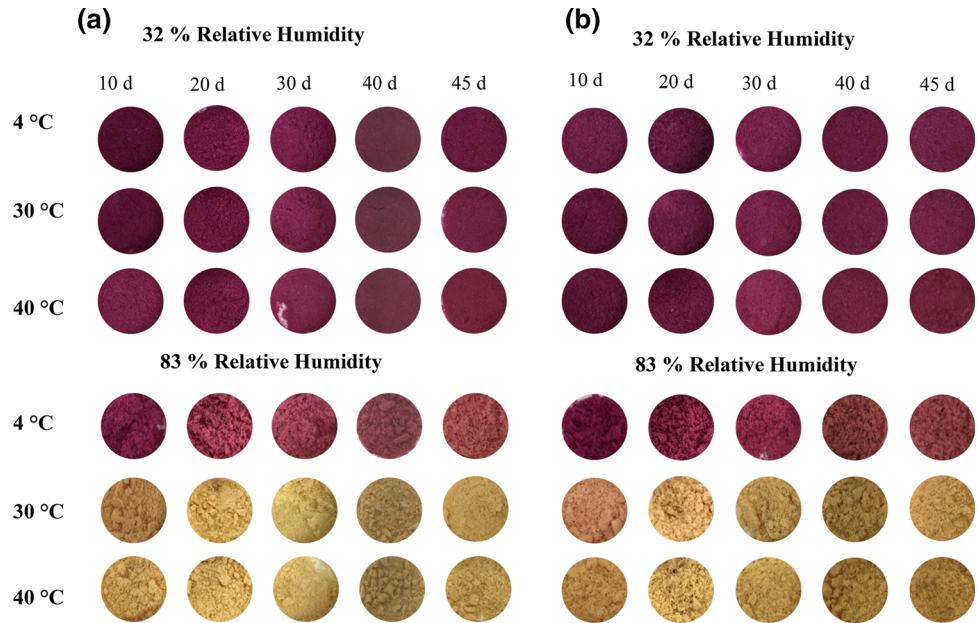 (a)
32 % Relative Humidity
10 d 20 d 30 d 40 d 45 d
4 °C
30 °C
40 °C
83 % Relative Humidity
4 °C
30 °C
40 °C
(b)
32 % Relative Humidity
10 d 20 d 30 d 40 d 45 d
83 % Relative Humidity